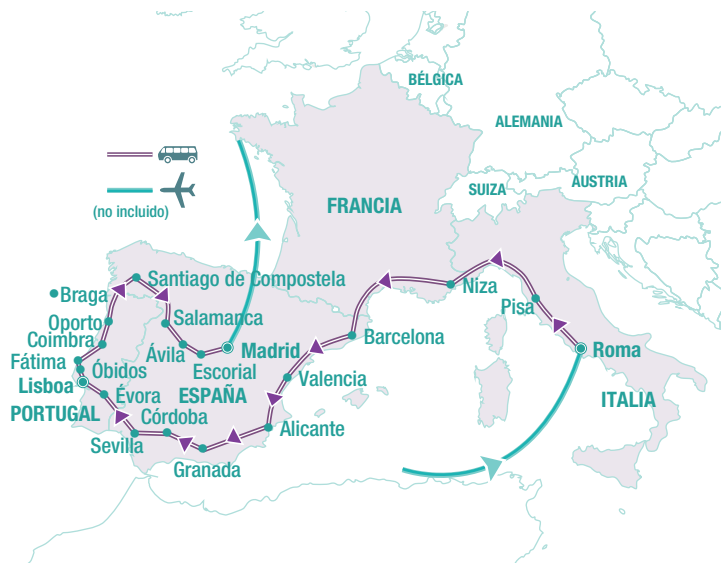 BÉLGICA
ALEMANIA
(no incluido)
SUIZA
AUSTRIA
FRANCIA
Santiago de Compostela
Braga
Niza
Oporto
Salamanca
Pisa
Coimbra
Barcelona
Ávila
Madrid
Roma
Fátima
Óbidos
Escorial
Valencia
Lisboa
Évora
ESPAÑA
ITALIA
PORTUGAL
Córdoba
Alicante
Sevilla
Granada